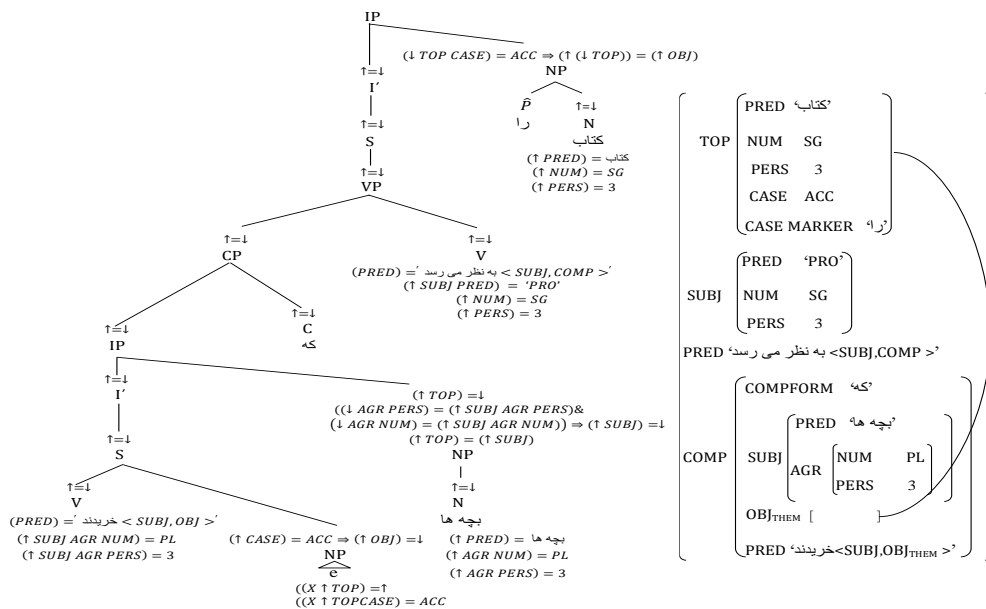 IP
(↓ TOP CASE) = ACC ⇒ (↑ (↓ TOP)) = (↑ OBJ)
↑=↓
I′
NP
P̂
را
↑=↓
N
کتاب
(↑ PRED) = کتاب
(↑ NUM) = SG
(↑ PERS) = 3
↑=↓
S
↑=↓
VP
↑=↓
CP
↑=↓
V
(PRED) =′ به نظر می رسد < SUBJ, COMP >′
(↑ SUBJ PRED) = 'PRO'
(↑ NUM) = SG
(↑ PERS) = 3
↑=↓
IP
↑=↓
C
که
↑=↓
I′
(↑ TOP) =↓
((↓ AGR PERS) = (↑ SUBJ AGR PERS)&
(↓ AGR NUM) = (↑ SUBJ AGR NUM)) ⇒ (↑ SUBJ) =↓
(↑ TOP) = (↑ SUBJ)
NP
↑=↓
N
بچه ها
(↑ PRED) = بچه ها
(↑ AGR NUM) = PL
(↑ AGR PERS) = 3
↑=↓
S
↑=↓
V
(PRED) =′ خریدند < SUBJ, OBJ >′
(↑ SUBJ AGR NUM) = PL
(↑ SUBJ AGR PERS) = 3
(↑ CASE) = ACC ⇒ (↑ OBJ) =↓
NP
e
((X ↑ TOP) =↑
((X ↑ TOPCASE) = ACC
TOP
PRED ‘کتاب’
NUM SG
PERS 3
CASE ACC
CASE MARKER ‘را’
SUBJ
PRED ‘PRO’
NUM SG
PERS 3
PRED ‘به نظر می رسد <SUBJ,COMP >’
COMP
COMPFORM ‘که’
SUBJ
PRED ‘بچه ها’
AGR
NUM PL
PERS 3
OBJTHEM [ ]
PRED ‘خریدند<SUBJ,OBJTHEM >’